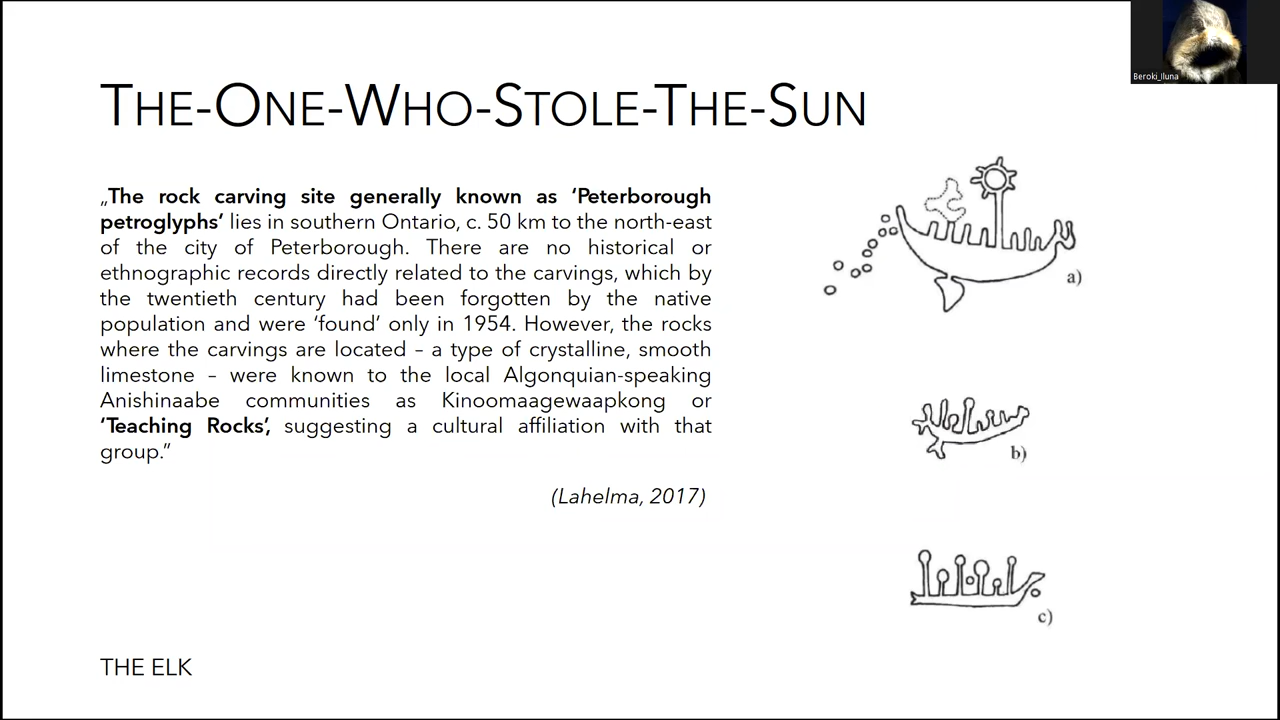 Beroki_Iluna
THE-ONE-WHO-STOLE-THE-SUN
„The rock carving site generally known as ‘Peterborough
petroglyphs’ lies in southern Ontario, c. 50 km to the north-east
of the city of Peterborough. There are no historical or
ethnographic records directly related to the carvings, which by
the twentieth century had been forgotten by the native
population and were ‘found’ only in 1954. However, the rocks
where the carvings are located – a type of crystalline, smooth
limestone – were known to the local Algonquian-speaking
Anishinaabe communities as Kinoomaagewaapkong or
‘Teaching Rocks’, suggesting a cultural affiliation with that
group.”
(Lahelma, 2017)
a)
b)
c)
THE ELK